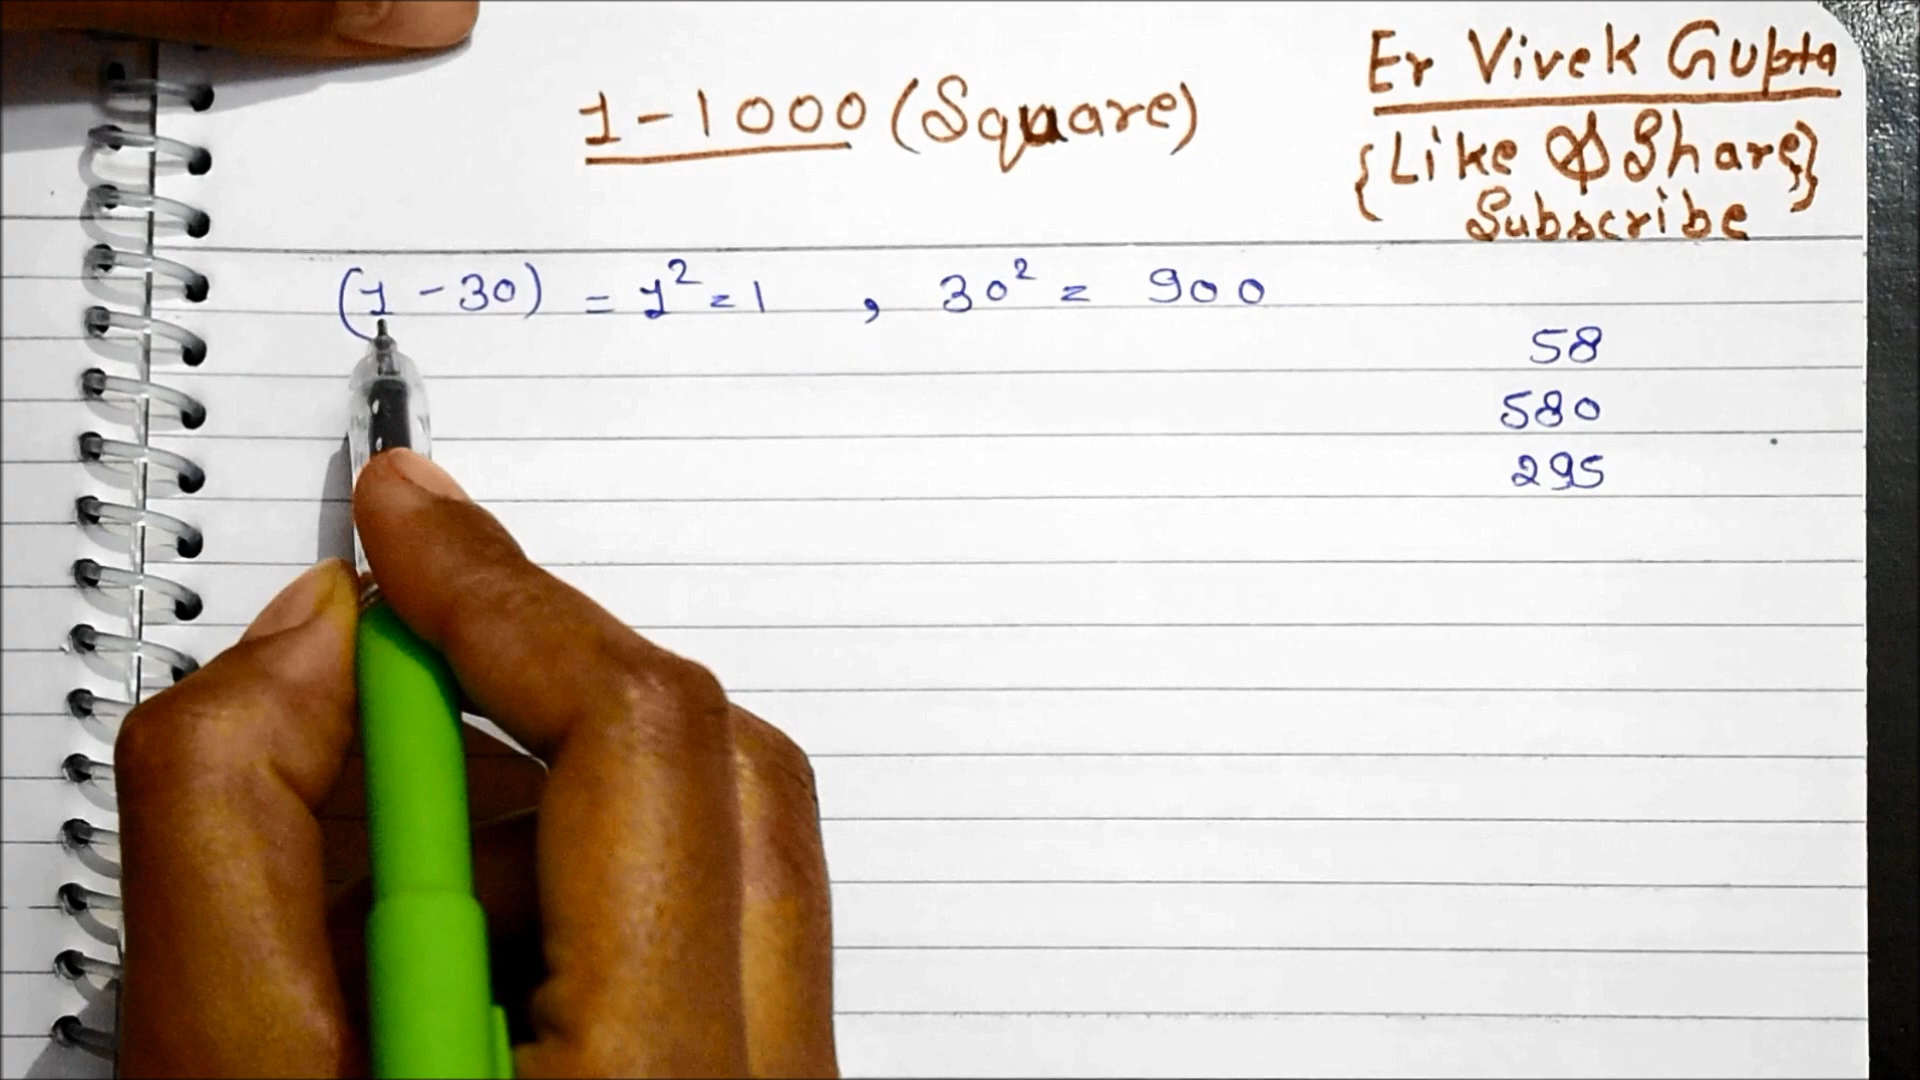 1-1000 (Square)
Er Vivek Gupta
{Like & Share}
Subscribe
(1 - 30) = 1² = 1 , 30² = 900
58
580
295